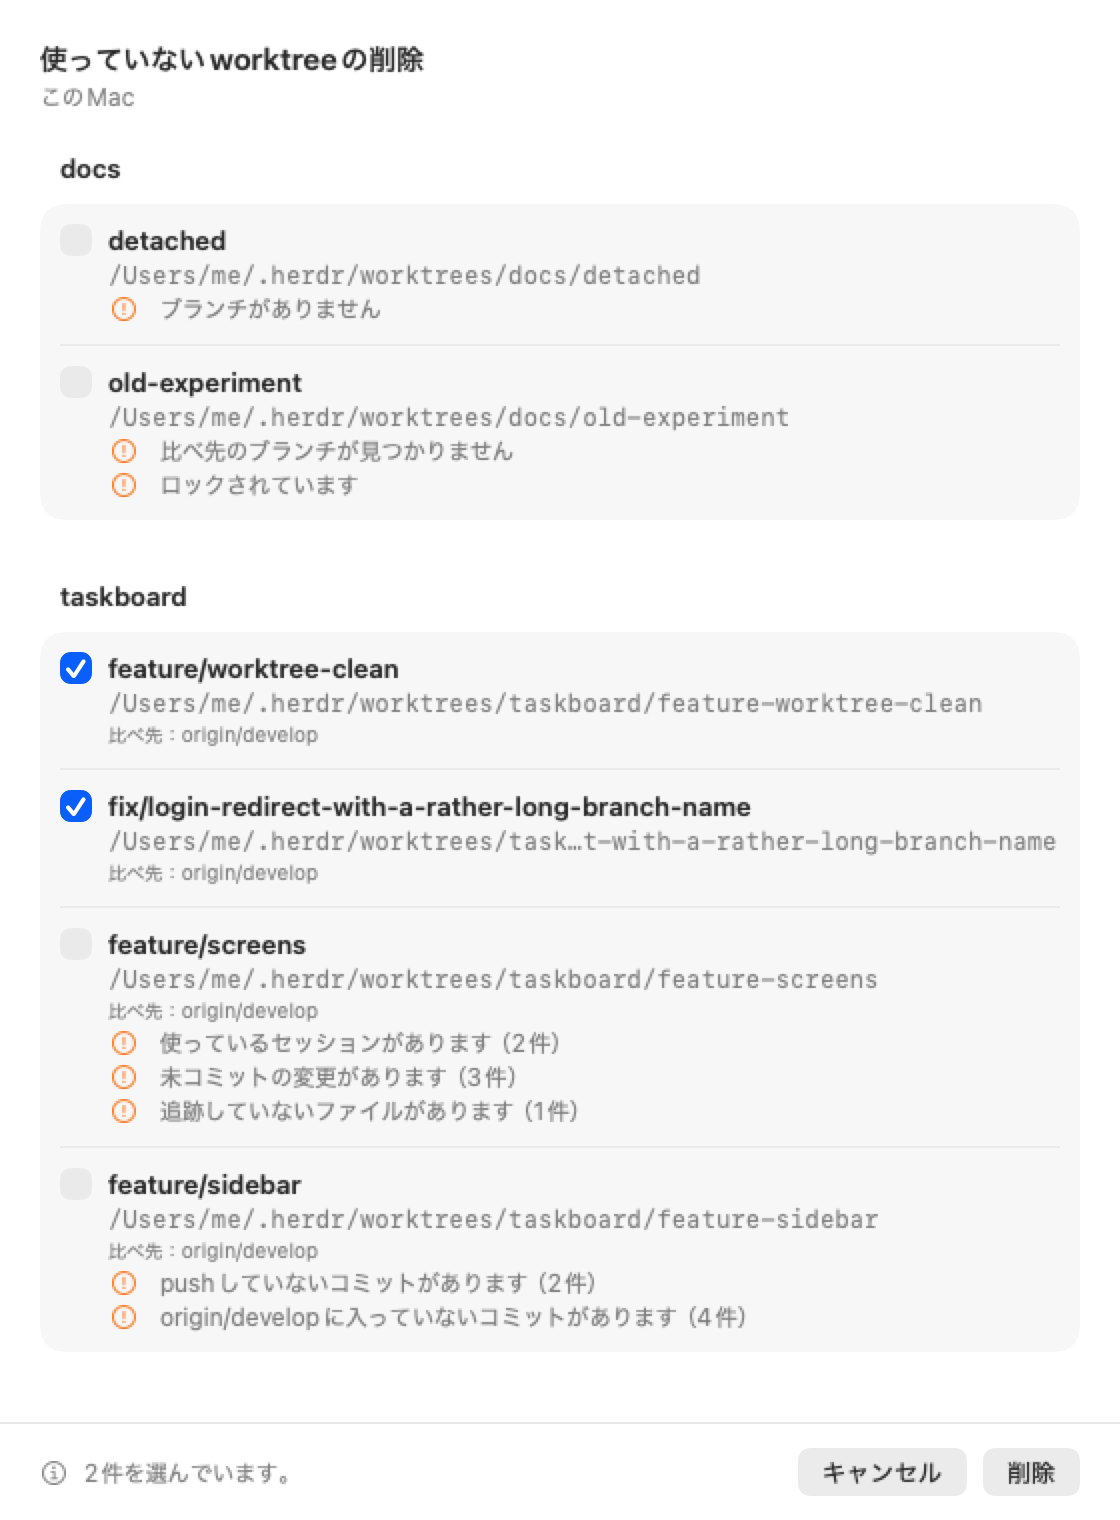 使っていないworktreeの削除
このMac
docs
detached
/Users/me/.herdr/worktrees/docs/detached
ブランチがありません
old-experiment
/Users/me/.herdr/worktrees/docs/old-experiment
比べ先のブランチが見つかりません
ロックされています
taskboard
feature/worktree-clean
/Users/me/.herdr/worktrees/taskboard/feature-worktree-clean
比べ先：origin/develop
fix/login-redirect-with-a-rather-long-branch-name
/Users/me/.herdr/worktrees/task…t-with-a-rather-long-branch-name
比べ先：origin/develop
feature/screens
/Users/me/.herdr/worktrees/taskboard/feature-screens
比べ先：origin/develop
使っているセッションがあります（2件）
未コミットの変更があります（3件）
追跡していないファイルがあります（1件）
feature/sidebar
/Users/me/.herdr/worktrees/taskboard/feature-sidebar
比べ先：origin/develop
pushしていないコミットがあります（2件）
origin/developに入っていないコミットがあります（4件）
2件を選んでいます。
キャンセル
削除